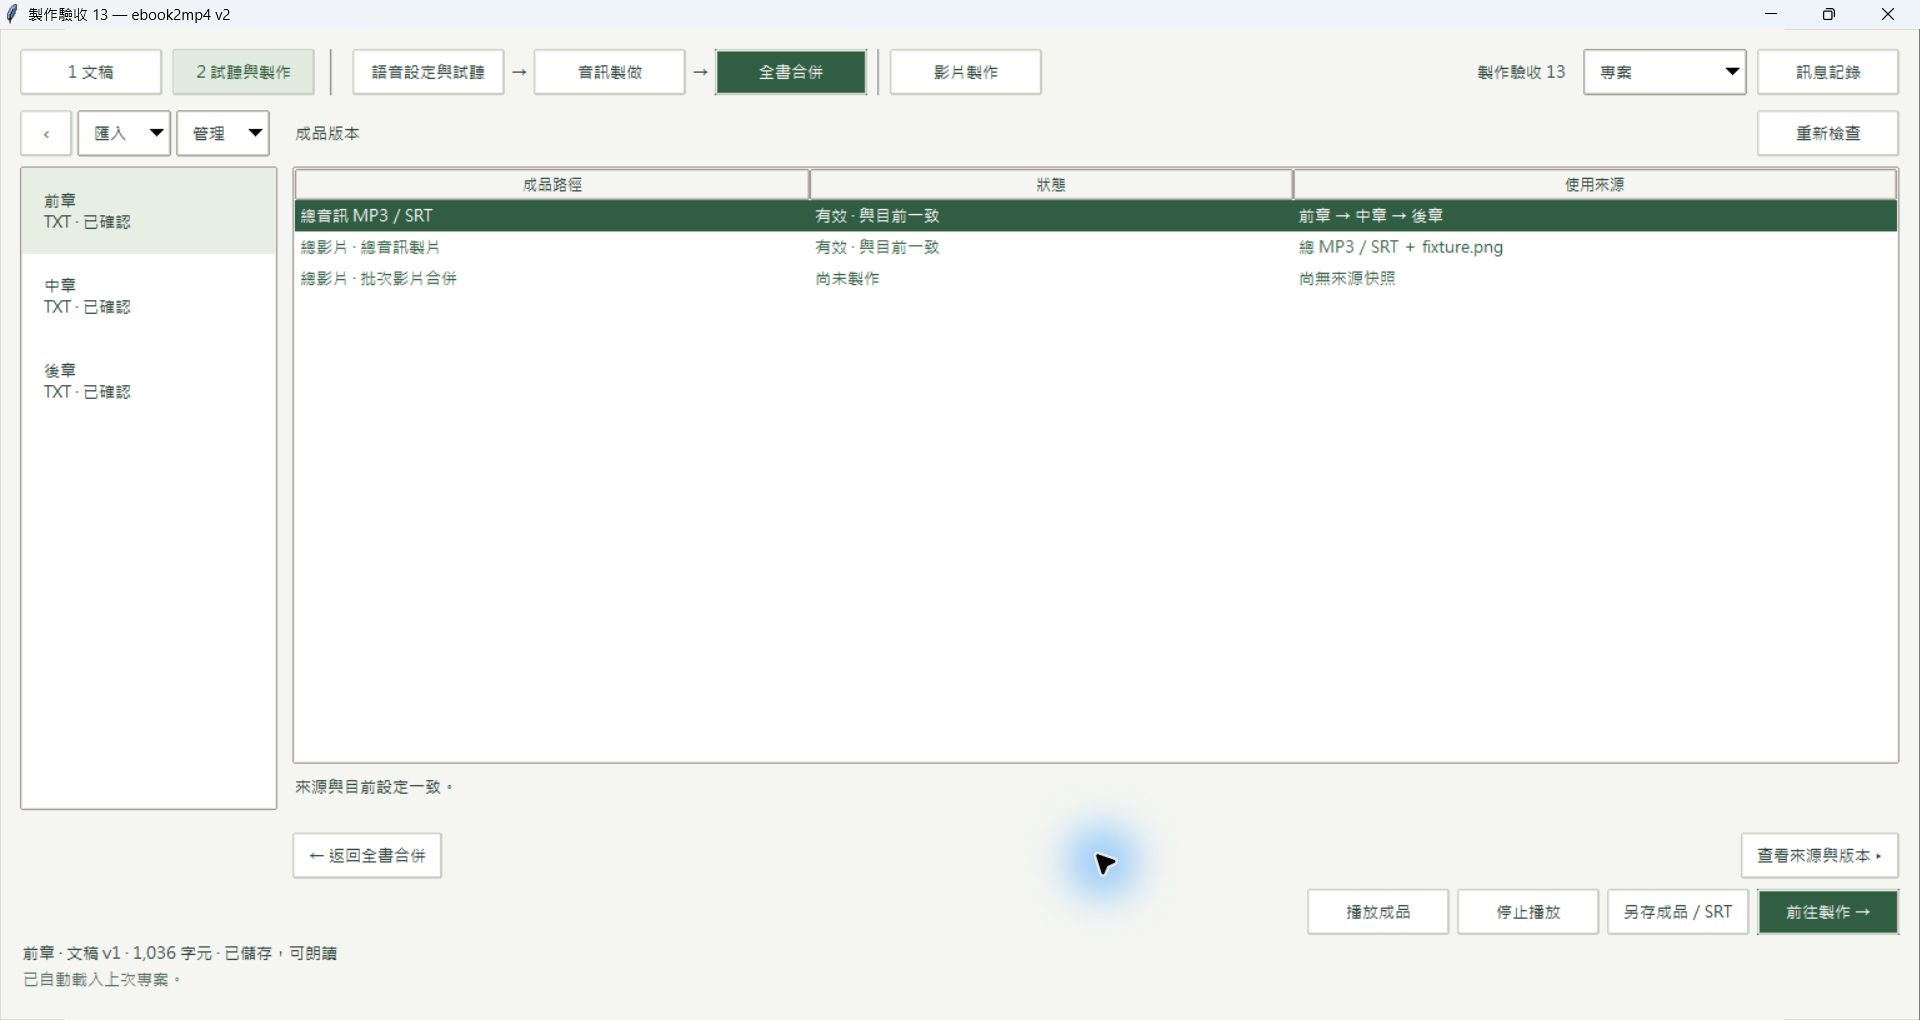 製作驗收 13 — ebook2mp4 v2
1 文稿
2 試聽與製作
語音設定與試聽
→
音訊製做
→
全書合併
影片製作
製作驗收 13
專案
訊息記錄
‹
匯入
管理
成品版本
重新檢查
前章
TXT · 已確認
中章
TXT · 已確認
後章
TXT · 已確認
成品路徑 狀態 使用來源
總音訊 MP3 / SRT 有效 · 與目前一致 前章 → 中章 → 後章
總影片 · 總音訊製片 有效 · 與目前一致 總 MP3 / SRT + fixture.png
總影片 · 批次影片合併 尚未製作 尚無來源快照
來源與目前設定一致。
← 返回全書合併
查看來源與版本 ▸
播放成品
停止播放
另存成品 / SRT
前往製作 →
前章 · 文稿 v1 · 1,036 字元 · 已儲存，可朗讀
已自動載入上次專案。